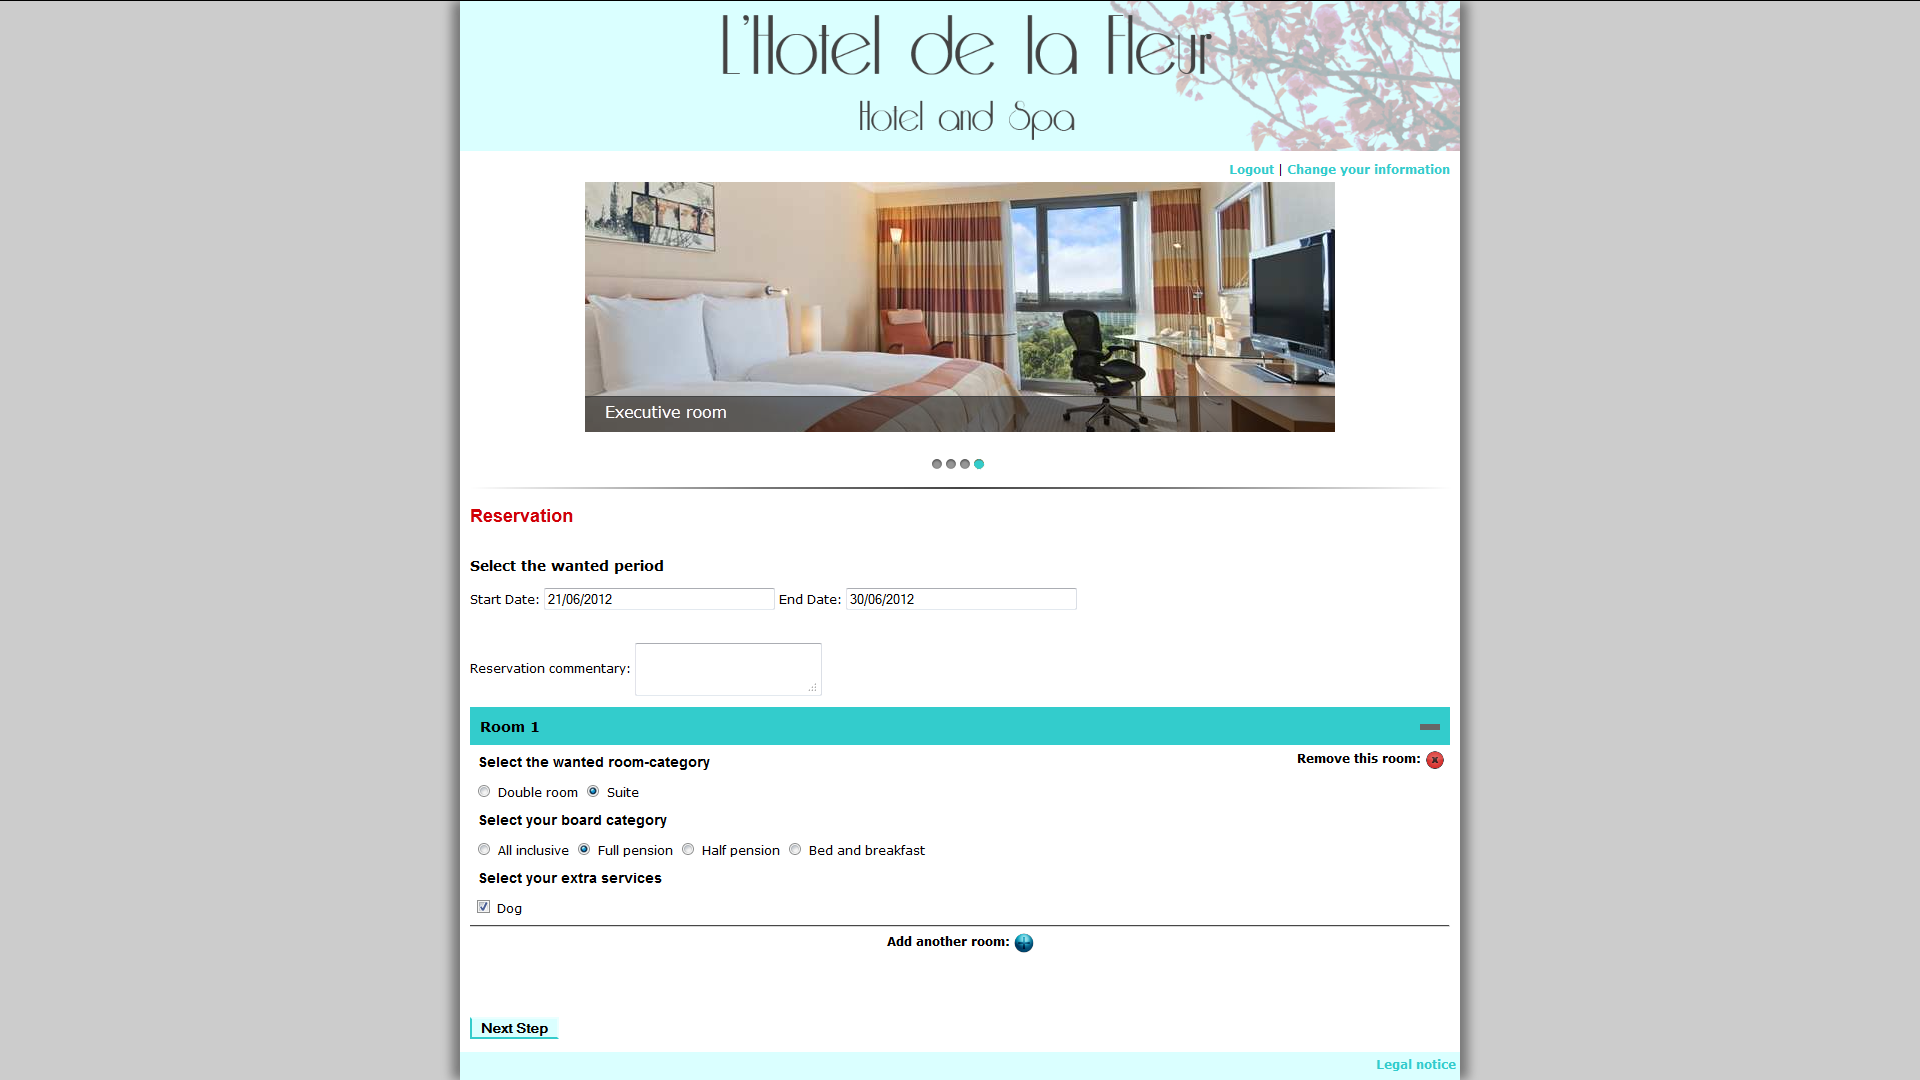 L'Hotel de la Fleur
Hotel and Spa
Logout | Change your information
Executive room
Reservation
Select the wanted period
Start Date: 21/06/2012 End Date: 30/06/2012
Reservation commentary:
Room 1
Select the wanted room-category
Remove this room:
Double room Suite
Select your board category
All inclusive Full pension Half pension Bed and breakfast
Select your extra services
Dog
Add another room:
Next Step
Legal notice